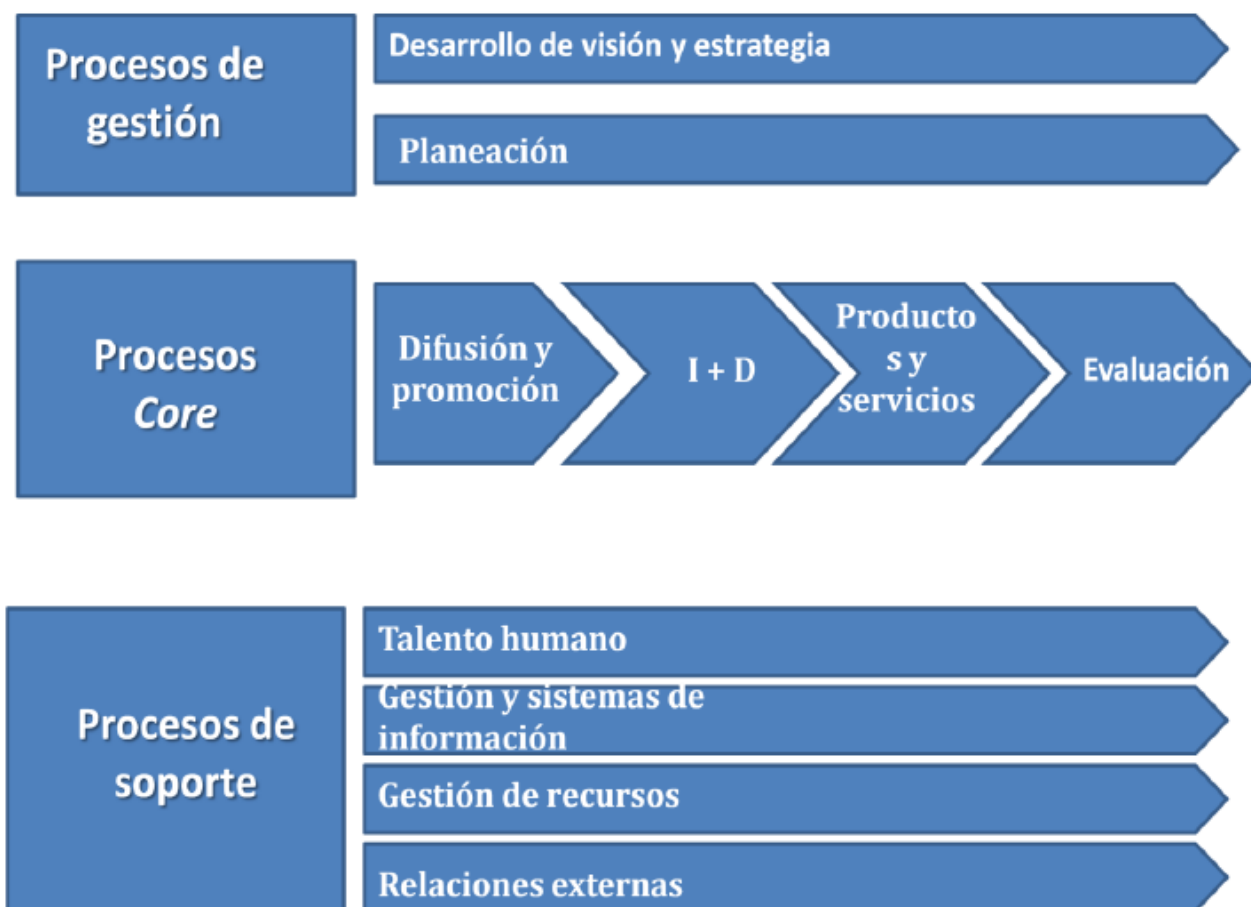 Procesos de
gestión
Desarrollo de visión y estrategia
Planeación
Procesos
Core
Difusión y
promoción
I + D
Producto
s y
servicios
Evaluación
Procesos de
soporte
Talento humano
Gestión y sistemas de
información
Gestión de recursos
Relaciones externas